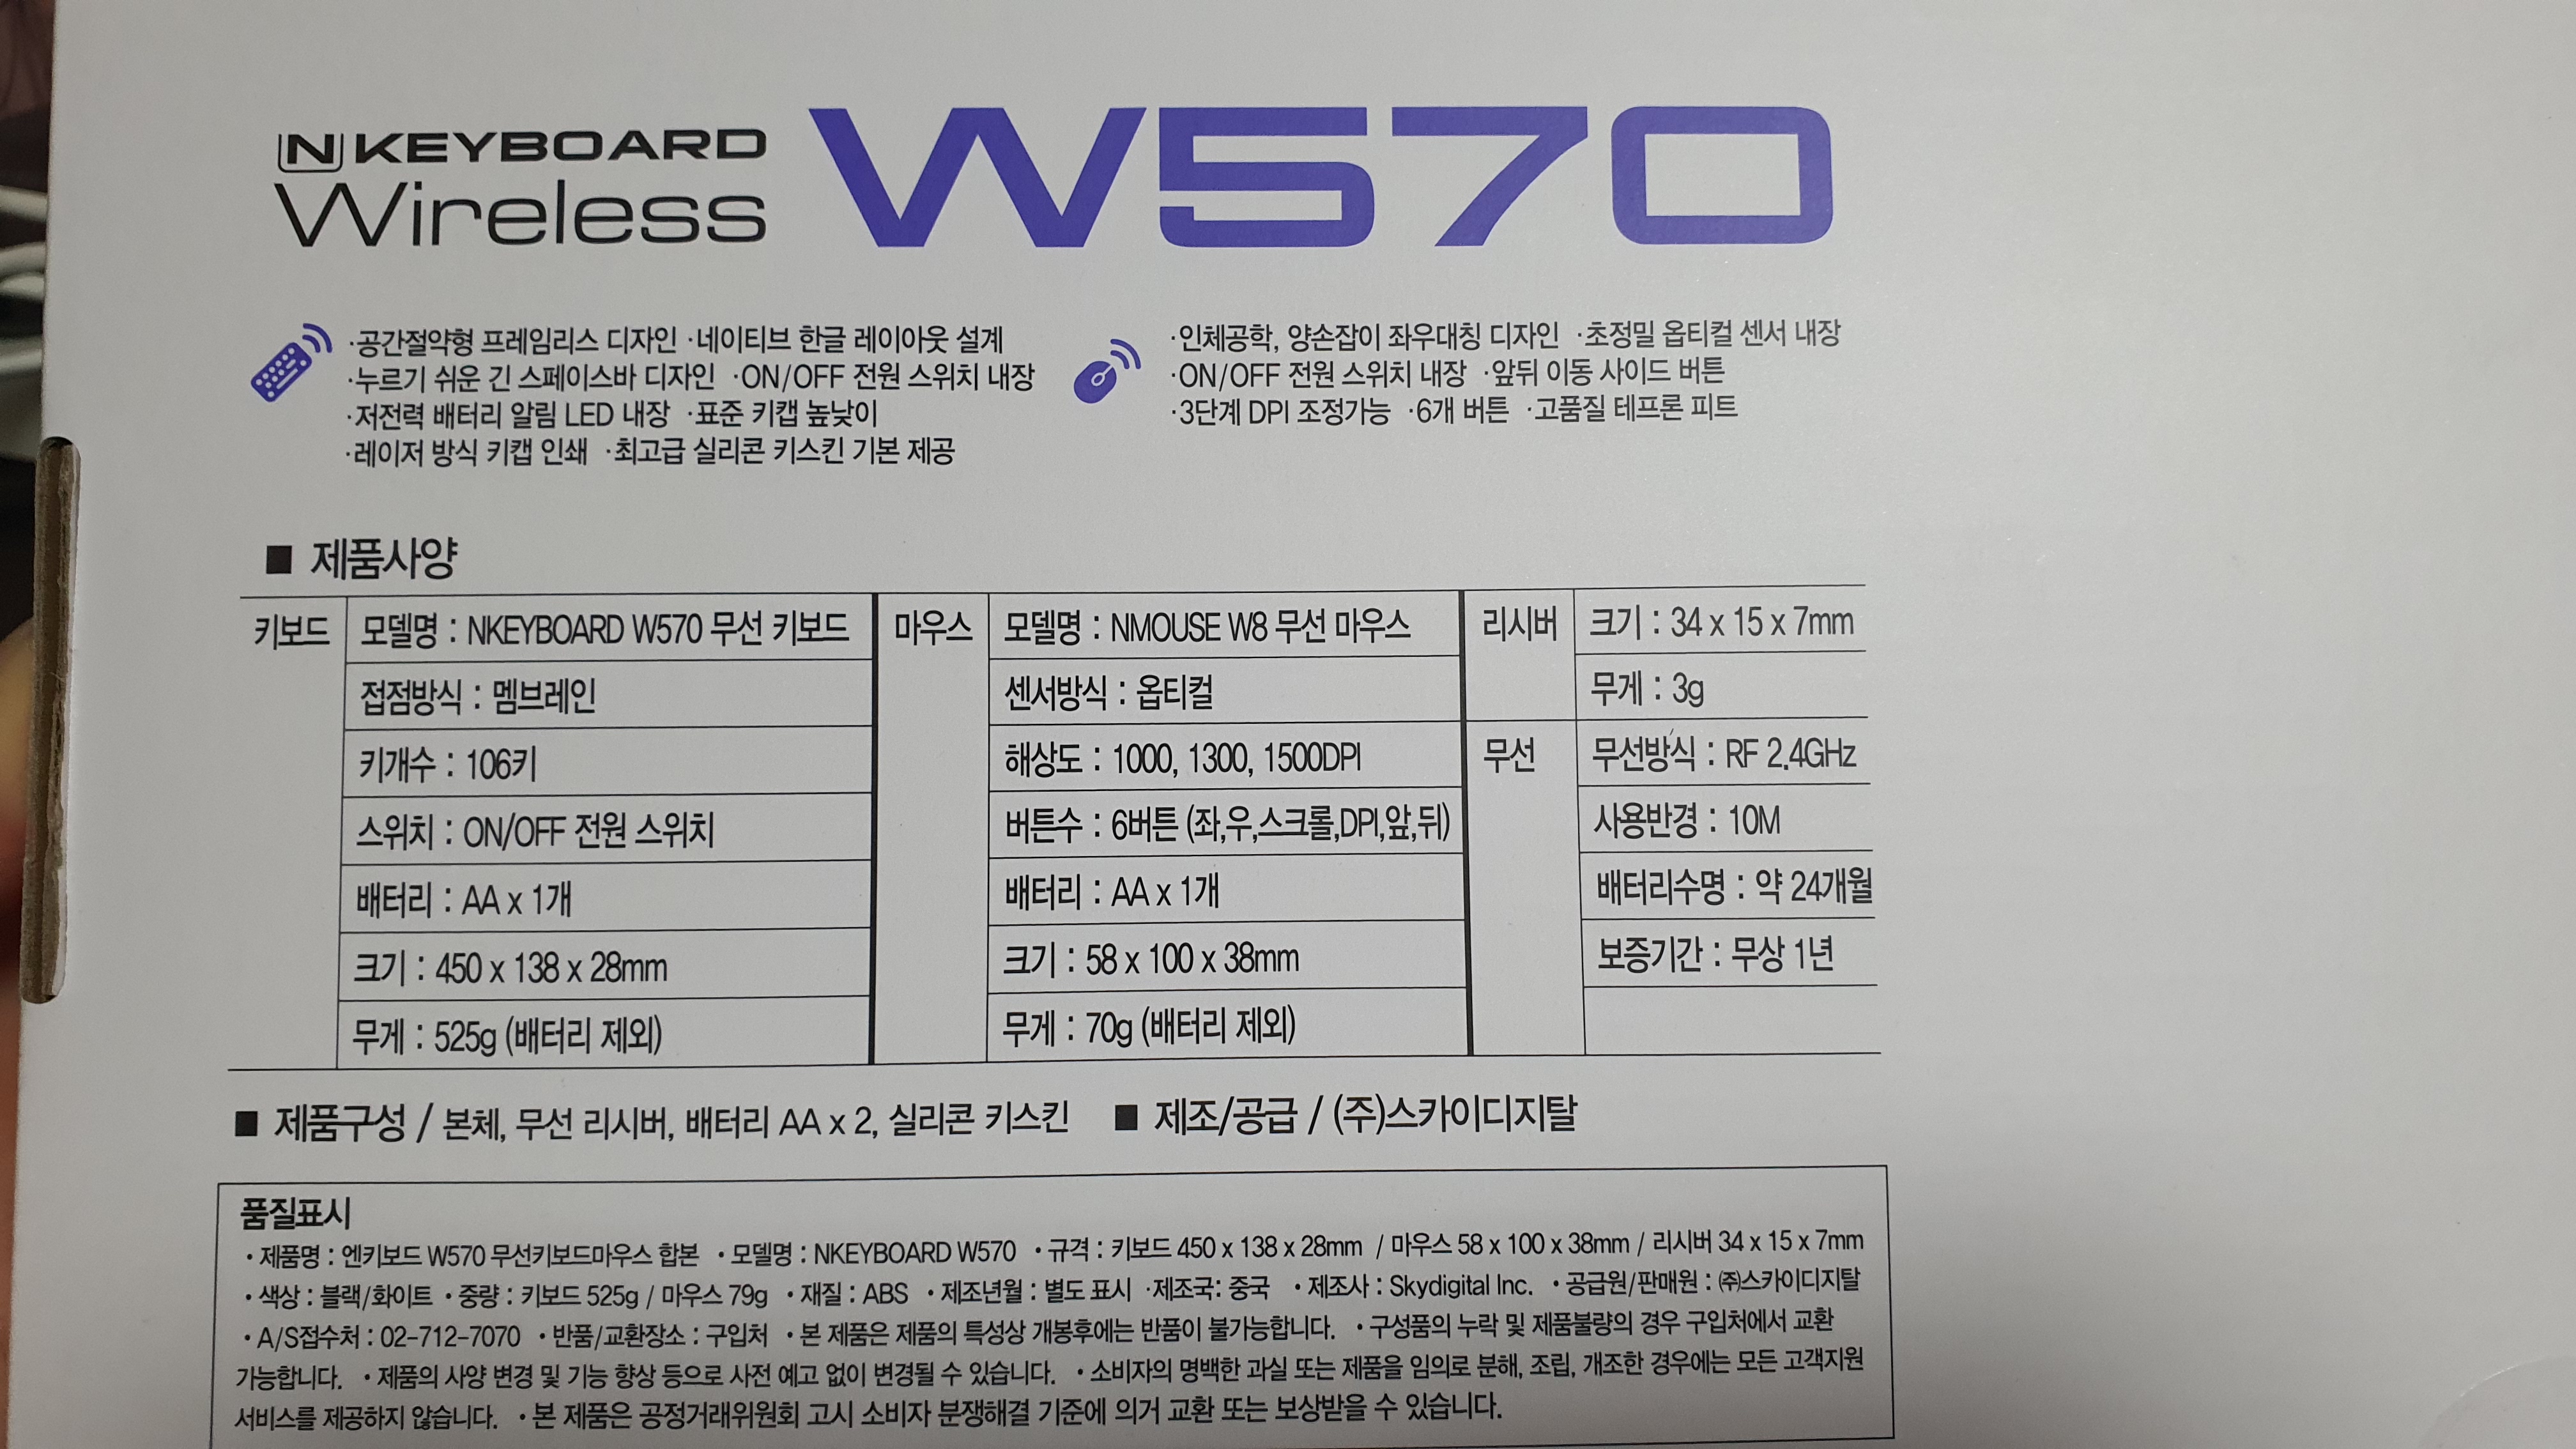 NKEYBOARD
Wireless
W570
·공간절약형 프레임리스 디자인 ·네이티브 한글 레이아웃 설계
·누르기 쉬운 긴 스페이스바 디자인 ·ON/OFF 전원 스위치 내장
·저전력 배터리 알림 LED 내장 ·표준 키캡 높낮이
·레이저 방식 키캡 인쇄 ·최고급 실리콘 키스킨 기본 제공
·인체공학, 양손잡이 좌우대칭 디자인 ·초정밀 옵티컬 센서 내장
·ON/OFF 전원 스위치 내장 ·앞뒤 이동 사이드 버튼
·3단계 DPI 조정가능 ·6개 버튼 ·고품질 테프론 피트
■ 제품사양
키보드
모델명 : NKEYBOARD W570 무선 키보드
접점방식 : 멤브레인
키개수 : 106키
스위치 : ON/OFF 전원 스위치
배터리 : AA x 1개
크기 : 450 x 138 x 28mm
무게 : 525g (배터리 제외)
마우스
모델명 : NMOUSE W8 무선 마우스
센서방식 : 옵티컬
해상도 : 1000, 1300, 1500DPI
버튼수 : 6버튼 (좌,우,스크롤,DPI,앞,뒤)
배터리 : AA x 1개
크기 : 58 x 100 x 38mm
무게 : 70g (배터리 제외)
리시버
크기 : 34 x 15 x 7mm
무게 : 3g
무선
무선방식 : RF 2.4GHz
사용반경 : 10M
배터리수명 : 약 24개월
보증기간 : 무상 1년
■ 제품구성 / 본체, 무선 리시버, 배터리 AA x 2, 실리콘 키스킨 ■ 제조/공급 / (주)스카이디지탈
품질표시
• 제품명 : 엔키보드 W570 무선키보드마우스 합본 • 모델명 : NKEYBOARD W570 • 규격 : 키보드 450 x 138 x 28mm / 마우스 58 x 100 x 38mm / 리시버 34 x 15 x 7mm
• 색상 : 블랙/화이트 • 중량 : 키보드 525g / 마우스 79g • 재질 : ABS • 제조년월 : 별도 표시 ·제조국: 중국 • 제조사 : Skydigital Inc. • 공급원/판매원 : ㈜스카이디지탈
• A/S접수처 : 02-712-7070 • 반품/교환장소 : 구입처 • 본 제품은 제품의 특성상 개봉후에는 반품이 불가능합니다. • 구성품의 누락 및 제품불량의 경우 구입처에서 교환
가능합니다. • 제품의 사양 변경 및 기능 향상 등으로 사전 예고 없이 변경될 수 있습니다. • 소비자의 명백한 과실 또는 제품을 임의로 분해, 조립, 개조한 경우에는 모든 고객지원
서비스를 제공하지 않습니다. • 본 제품은 공정거래위원회 고시 소비자 분쟁해결 기준에 의거 교환 또는 보상받을 수 있습니다.